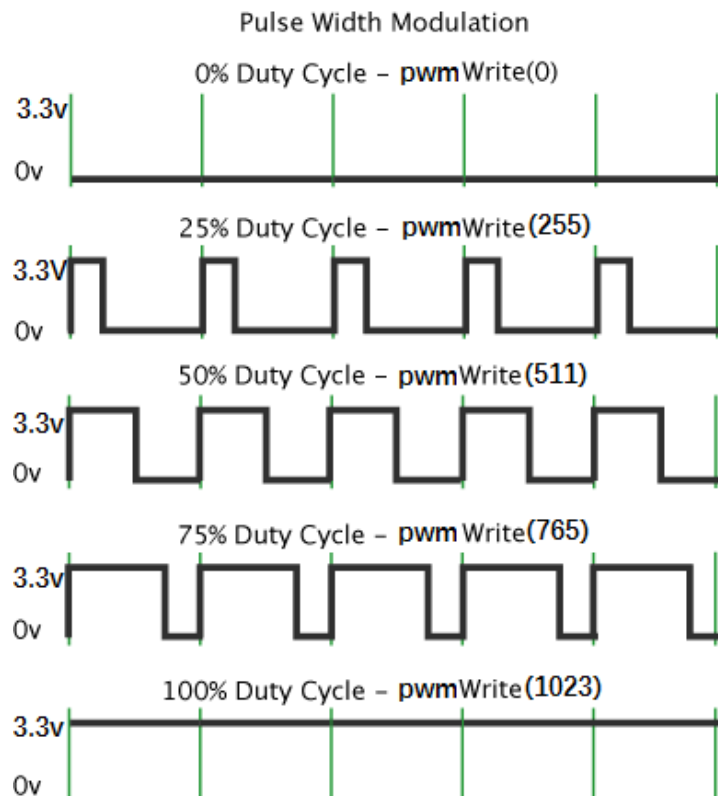 Pulse Width Modulation
0% Duty Cycle – pwmWrite(0)
3.3v
0v
25% Duty Cycle – pwmWrite(255)
3.3V
0v
50% Duty Cycle – pwmWrite(511)
3.3v
0v
75% Duty Cycle – pwmWrite(765)
3.3v
0v
100% Duty Cycle – pwmWrite(1023)
3.3v
0v